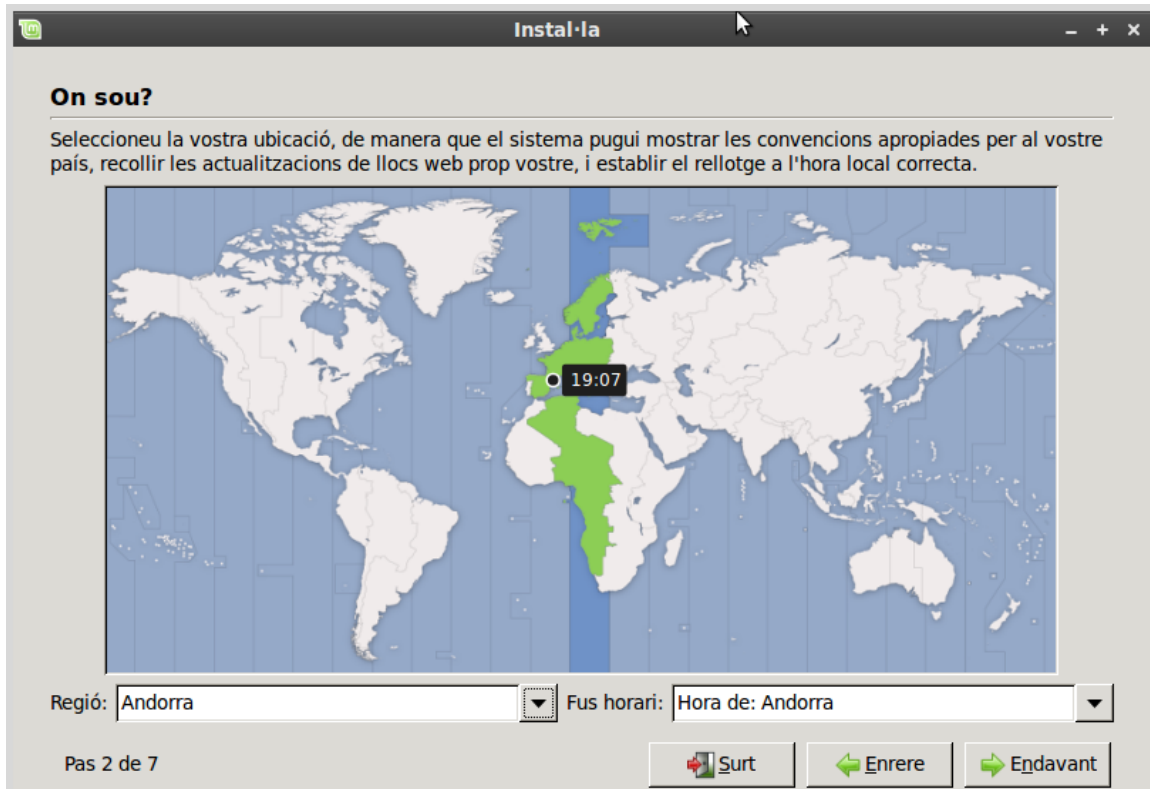 Instal·la
On sou?
Seleccioneu la vostra ubicació, de manera que el sistema pugui mostrar les convencions apropiades per al vostre
país, recollir les actualitzacions de llocs web prop vostre, i establir el rellotge a l'hora local correcta.
19:07
Regió: Andorra Fus horari: Hora de: Andorra
Pas 2 de 7 Surt Enrere Endavant